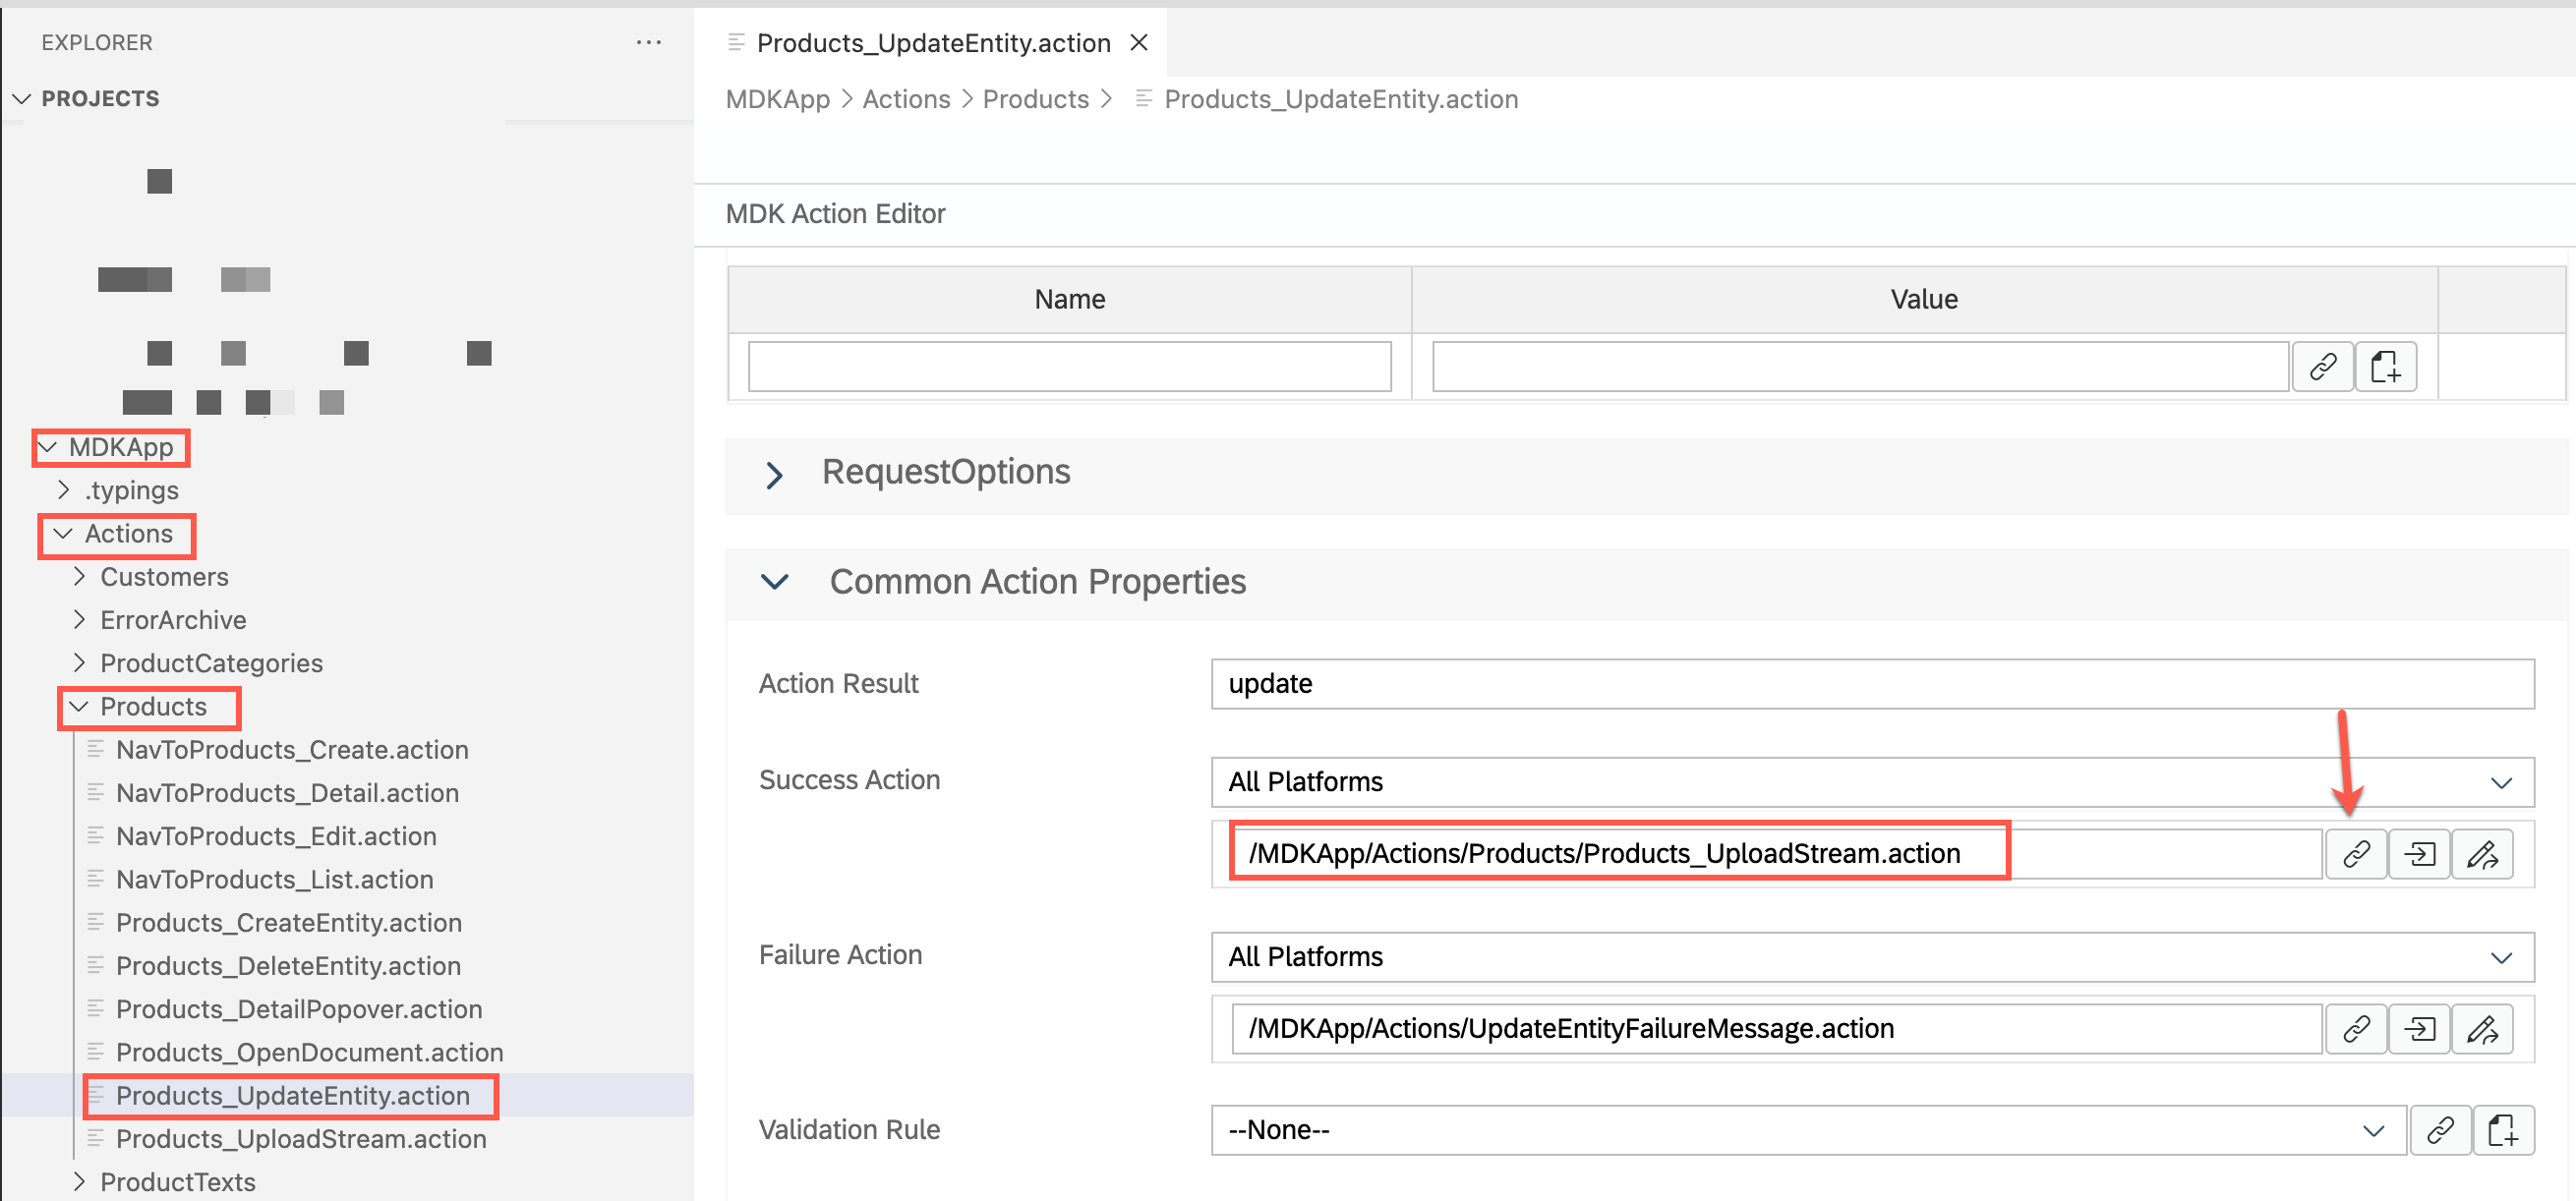 EXPLORER
PROJECTS
MDKApp
.typings
Actions
Customers
ErrorArchive
ProductCategories
Products
NavToProducts_Create.action
NavToProducts_Detail.action
NavToProducts_Edit.action
NavToProducts_List.action
Products_CreateEntity.action
Products_DeleteEntity.action
Products_DetailPopover.action
Products_OpenDocument.action
Products_UpdateEntity.action
Products_UploadStream.action
ProductTexts
Products_UpdateEntity.action
MDKApp > Actions > Products > Products_UpdateEntity.action
MDK Action Editor
Name Value
RequestOptions
Common Action Properties
Action Result update
Success Action All Platforms
/MDKApp/Actions/Products/Products_UploadStream.action
Failure Action All Platforms
/MDKApp/Actions/UpdateEntityFailureMessage.action
Validation Rule --None--